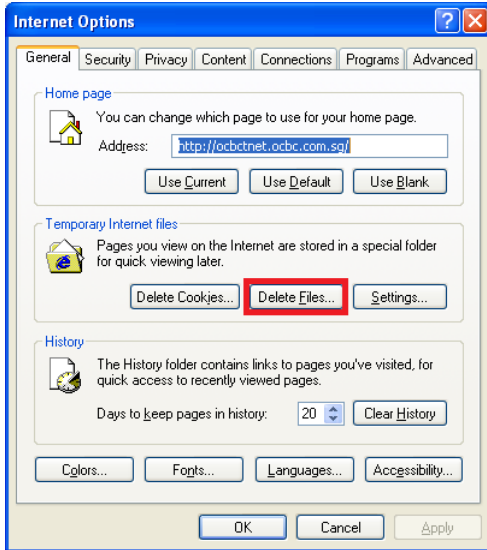 Internet Options
General Security Privacy Content Connections Programs Advanced
Home page
You can change which page to use for your home page.
Address: http://ocbctnet.ocbc.com.sg/
Use Current Use Default Use Blank
Temporary Internet files
Pages you view on the Internet are stored in a special folder
for quick viewing later.
Delete Cookies... Delete Files... Settings...
History
The History folder contains links to pages you've visited, for
quick access to recently viewed pages.
Days to keep pages in history: 20 Clear History
Colors... Fonts... Languages... Accessibility...
OK Cancel Apply